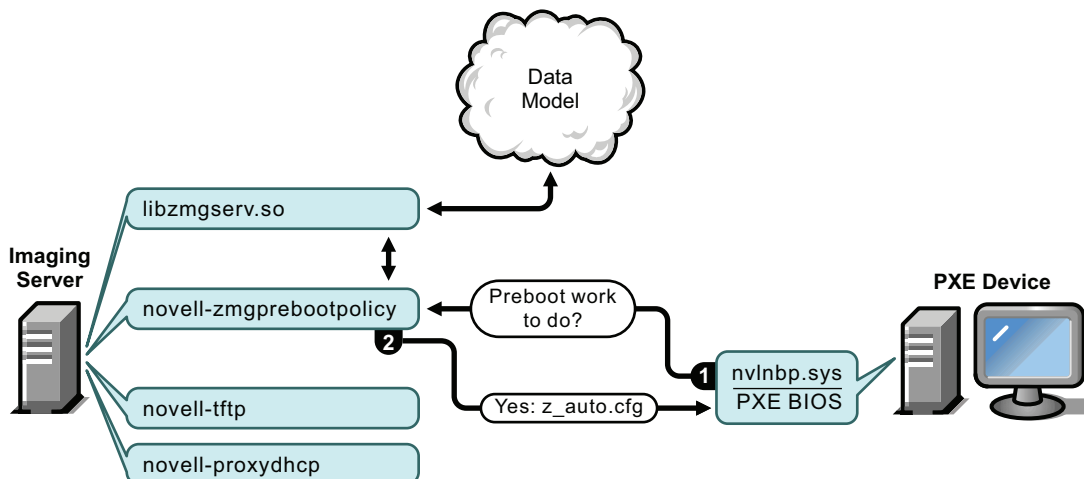 Data
Model
libzmgserv.so
Imaging
Server
novell-zmgprebootpolicy
Preboot work
to do?
PXE Device
2
1
nvlnbp.sys
PXE BIOS
Yes: z_auto.cfg
novell-tftp
novell-proxydhcp